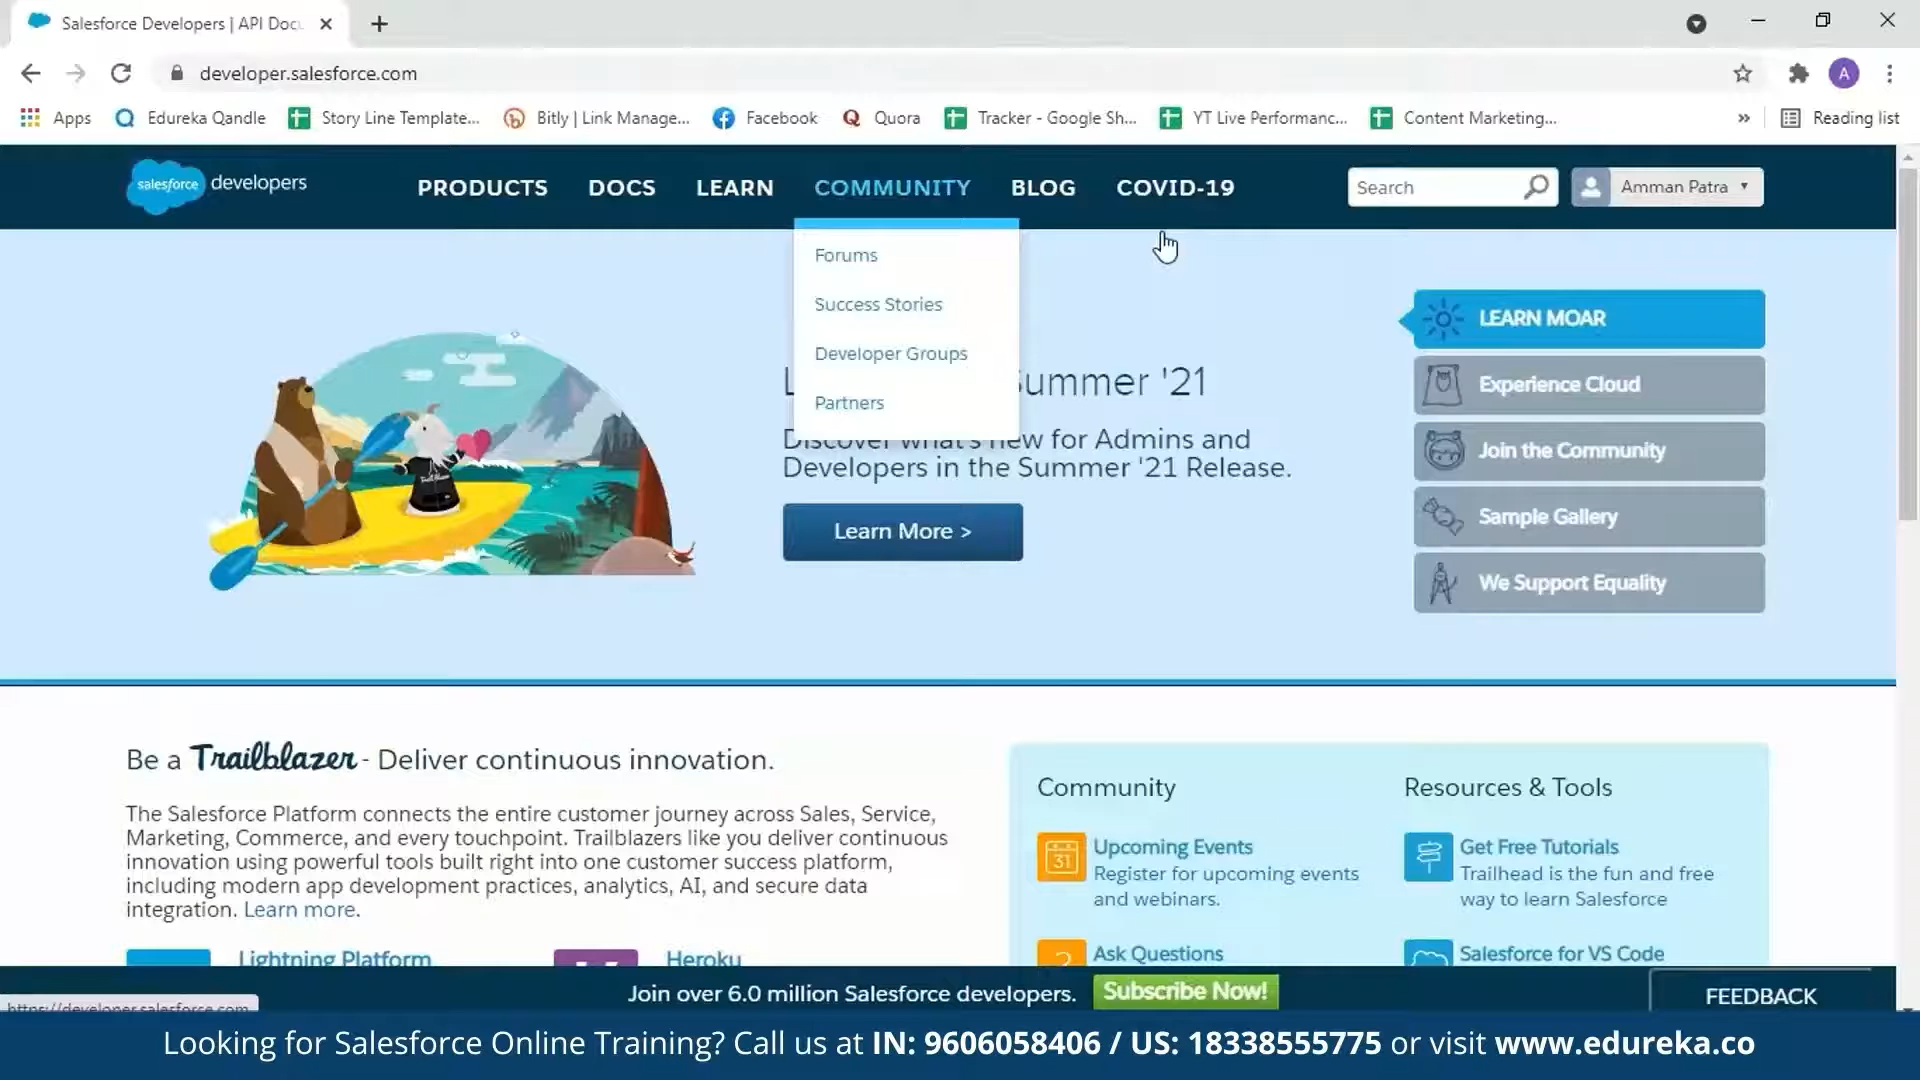 Salesforce Developers | API Docu
developer.salesforce.com
A
Apps
Edureka Qandle
Story Line Template...
Bitly | Link Manage...
Facebook
Quora
Tracker - Google Sh...
YT Live Performanc...
Content Marketing...
»
Reading list
salesforce developers
PRODUCTS
DOCS
LEARN
COMMUNITY
BLOG
COVID-19
Search
Amman Patra
Forums
Success Stories
Developer Groups
Partners
L
Summer '21
Discover what's new for Admins and
Developers in the Summer '21 Release.
Learn More >
LEARN MOAR
Experience Cloud
Join the Community
Sample Gallery
We Support Equality
Be a Trailblazer - Deliver continuous innovation.
The Salesforce Platform connects the entire customer journey across Sales, Service,
Marketing, Commerce, and every touchpoint. Trailblazers like you deliver continuous
innovation using powerful tools built right into one customer success platform,
including modern app development practices, analytics, AI, and secure data
integration. Learn more.
Lightning Platform
Heroku
Community
31
Upcoming Events
Register for upcoming events
and webinars.
?
Ask Questions
Resources & Tools
Get Free Tutorials
Trailhead is the fun and free
way to learn Salesforce
Salesforce for VS Code
Join over 6.0 million Salesforce developers.
Subscribe Now!
FEEDBACK
https://developer.salesforce.com
Looking for Salesforce Online Training? Call us at IN: 9606058406 / US: 18338555775 or visit www.edureka.co